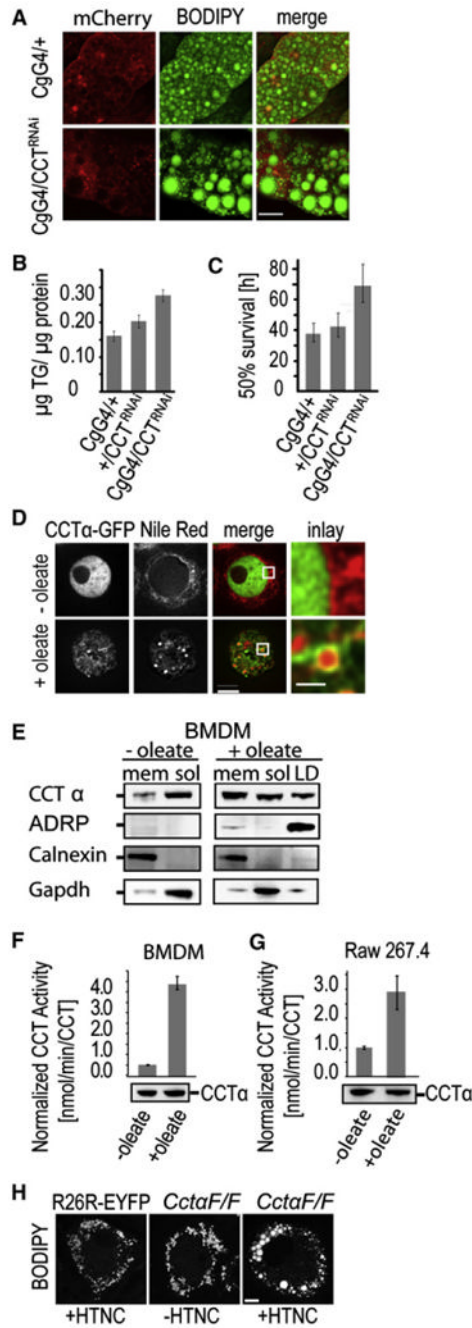 A
mCherry BODIPY merge
CgG4/+
CgG4/CCT^RNAi
B
µg TG/ µg protein
0.30
0.20
0.10
0
CgG4/+
+/CCT^RNAi
CgG4/CCT^RNAi
C
50% survival [h]
80
60
40
20
0
CgG4/+
+/CCT^RNAi
CgG4/CCT^RNAi
D
CCTα-GFP Nile Red merge inlay
- oleate
+ oleate
E
BMDM
- oleate + oleate
mem sol mem sol LD
CCT α
ADRP
Calnexin
Gapdh
F
BMDM
Normalized CCT Activity
[nmol/min/CCT]
4.0
3.0
2.0
1.0
0.0
CCTα
-oleate
+oleate
G
Raw 267.4
Normalized CCT Activity
[nmol/min/CCT]
3.0
2.0
1.0
0.0
CCTα
-oleate
+oleate
H
R26R-EYFP CctαF/F CctαF/F
BODIPY
+HTNC -HTNC +HTNC